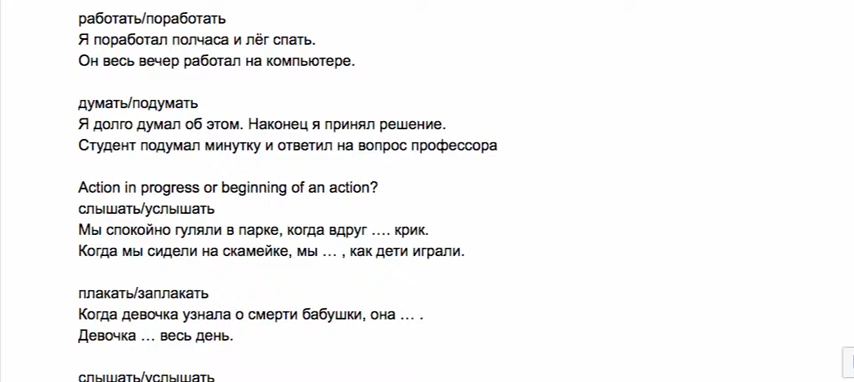 работать/поработать
Я поработал полчаса и лёг спать.
Он весь вечер работал на компьютере.
думать/подумать
Я долго думал об этом. Наконец я принял решение.
Студент подумал минутку и ответил на вопрос профессора
Action in progress or beginning of an action?
слышать/услышать
Мы спокойно гуляли в парке, когда вдруг …. крик.
Когда мы сидели на скамейке, мы … , как дети играли.
плакать/заплакать
Когда девочка узнала о смерти бабушки, она … .
Девочка … весь день.
слышать/услышать